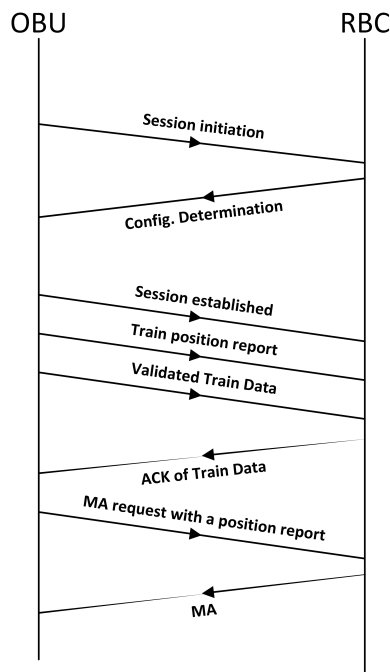 OBU
RBC
Session initiation
Config. Determination
Session established
Train position report
Validated Train Data
ACK of Train Data
MA request with a position report
MA